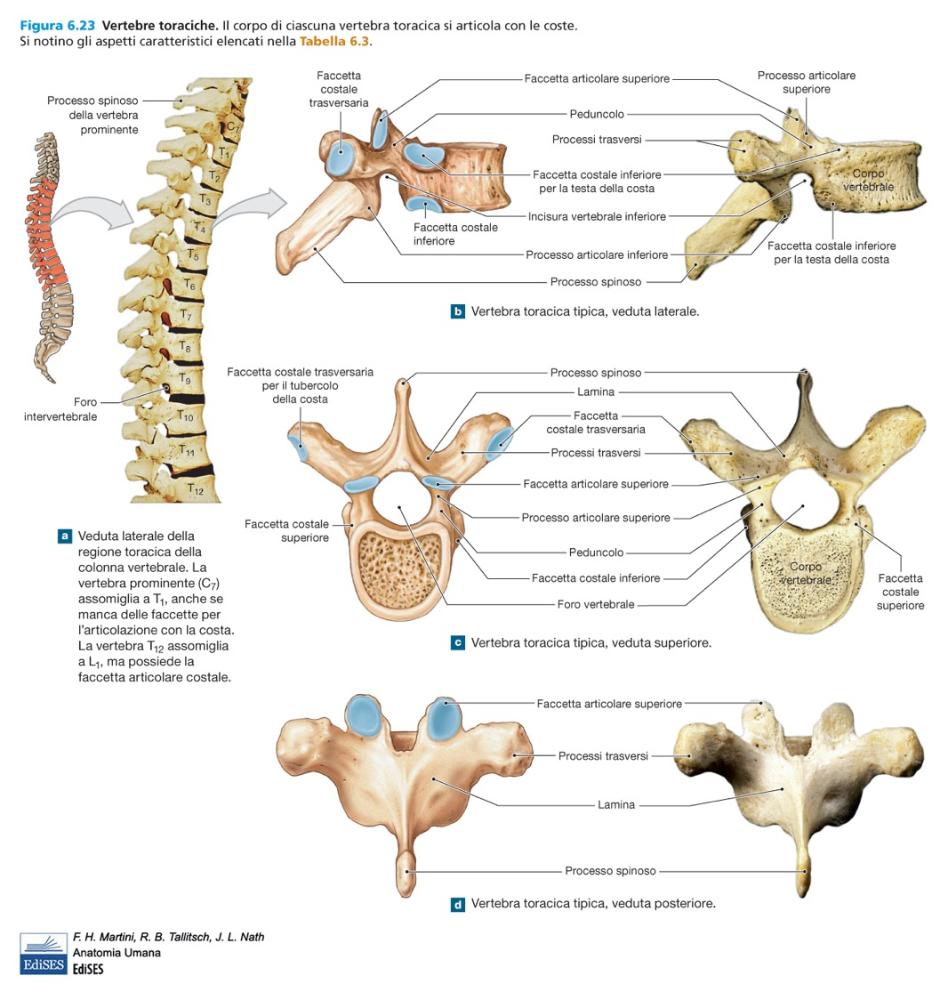 Figura 6.23 Vertebre toraciche. Il corpo di ciascuna vertebra toracica si articola con le coste.
Si notino gli aspetti caratteristici elencati nella Tabella 6.3.
Processo spinoso
della vertebra
prominente
C7
T1
T2
T3
T4
T5
T6
T7
T8
T9
T10
T11
T12
Foro
intervertebrale
a Veduta laterale della
regione toracica della
colonna vertebrale. La
vertebra prominente (C7)
assomiglia a T1, anche se
manca delle faccette per
l'articolazione con la costa.
La vertebra T12 assomiglia
a L1, ma possiede la
faccetta articolare costale.
Faccetta
costale
trasversaria
Faccetta articolare superiore
Processo articolare
superiore
Peduncolo
Processi trasversi
Faccetta costale inferiore
per la testa della costa
Corpo
vertebrale
Incisura vertebrale inferiore
Faccetta costale
inferiore
Faccetta costale inferiore
per la testa della costa
Processo articolare inferiore
Processo spinoso
b Vertebra toracica tipica, veduta laterale.
Faccetta costale trasversaria
per il tubercolo
della costa
Processo spinoso
Lamina
Faccetta
costale trasversaria
Processi trasversi
Faccetta articolare superiore
Processo articolare superiore
Faccetta costale
superiore
Peduncolo
Faccetta costale inferiore
Foro vertebrale
Corpo
vertebrale
Faccetta
costale
superiore
c Vertebra toracica tipica, veduta superiore.
Faccetta articolare superiore
Processi trasversi
Lamina
Processo spinoso
d Vertebra toracica tipica, veduta posteriore.
EdiSES
F. H. Martini, R. B. Tallitsch, J. L. Nath
Anatomia Umana
EdiSES